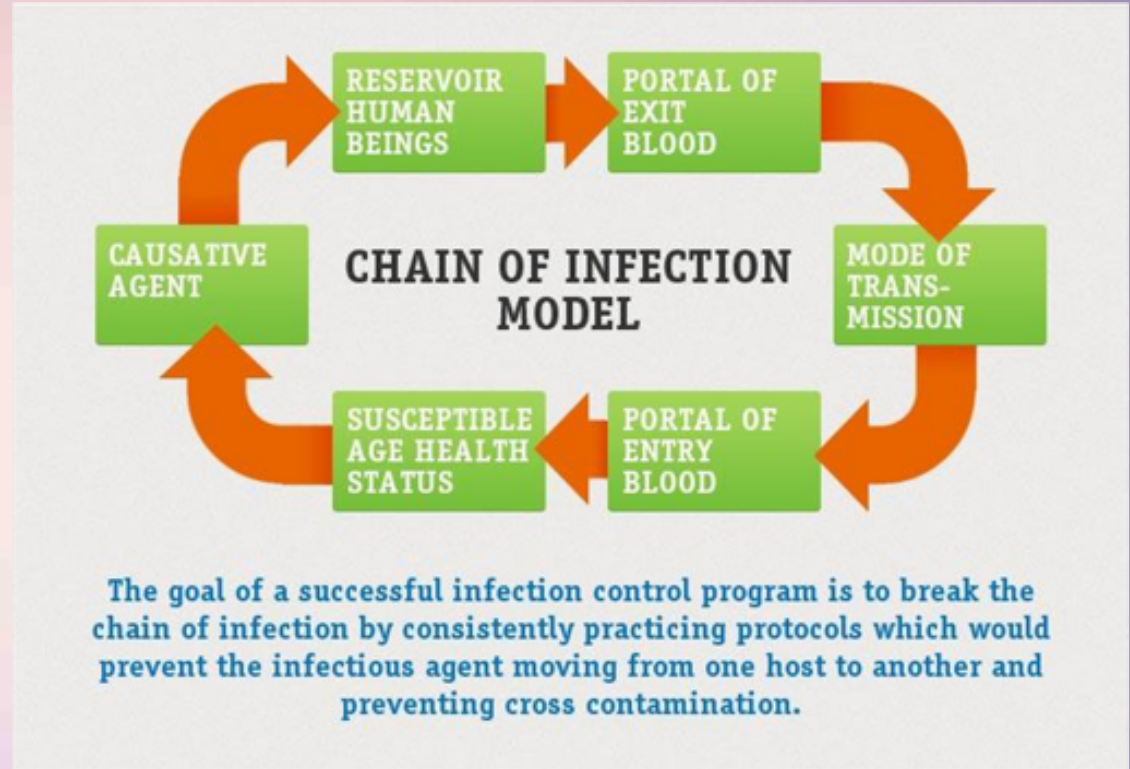 RESERVOIR
HUMAN
BEINGS
PORTAL OF
EXIT
BLOOD
CAUSATIVE
AGENT
CHAIN OF INFECTION
MODEL
MODE OF
TRANS-
MISSION
SUSCEPTIBLE
AGE HEALTH
STATUS
PORTAL OF
ENTRY
BLOOD
The goal of a successful infection control program is to break the
chain of infection by consistently practicing protocols which would
prevent the infectious agent moving from one host to another and
preventing cross contamination.